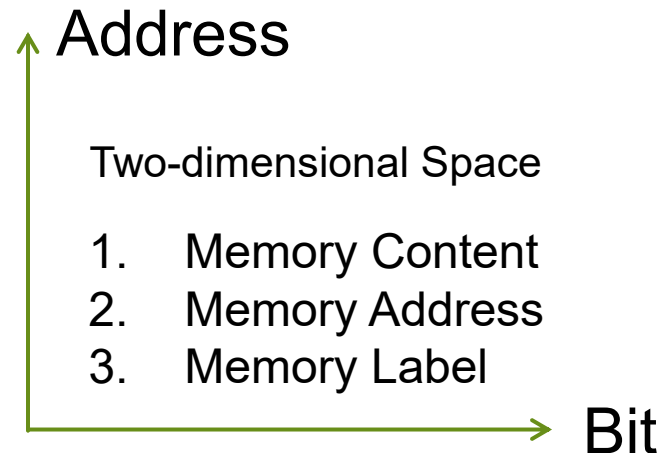 Address
Two-dimensional Space
1. Memory Content
2. Memory Address
3. Memory Label
Bit